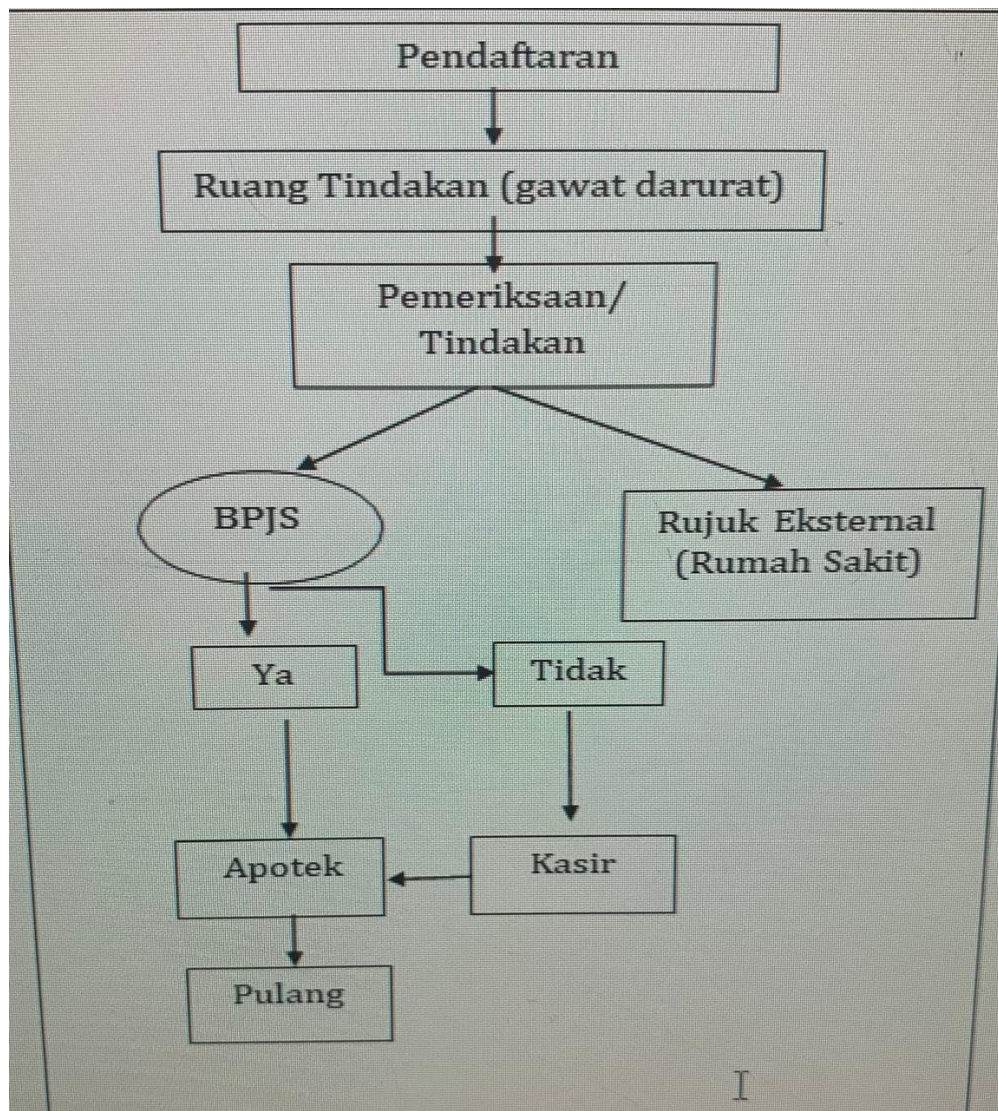 Pendaftaran
Ruang Tindakan (gawat darurat)
Pemeriksaan/
Tindakan
BPJS
Rujuk Eksternal
(Rumah Sakit)
Ya
Tidak
Apotek
Kasir
Pulang